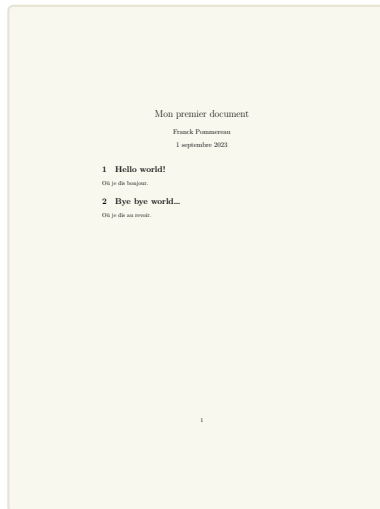 Mon premier document
Franck Pommereau
1 septembre 2023
1 Hello world!
Où je dis bonjour.
2 Bye bye world...
Où je dis au revoir.
1